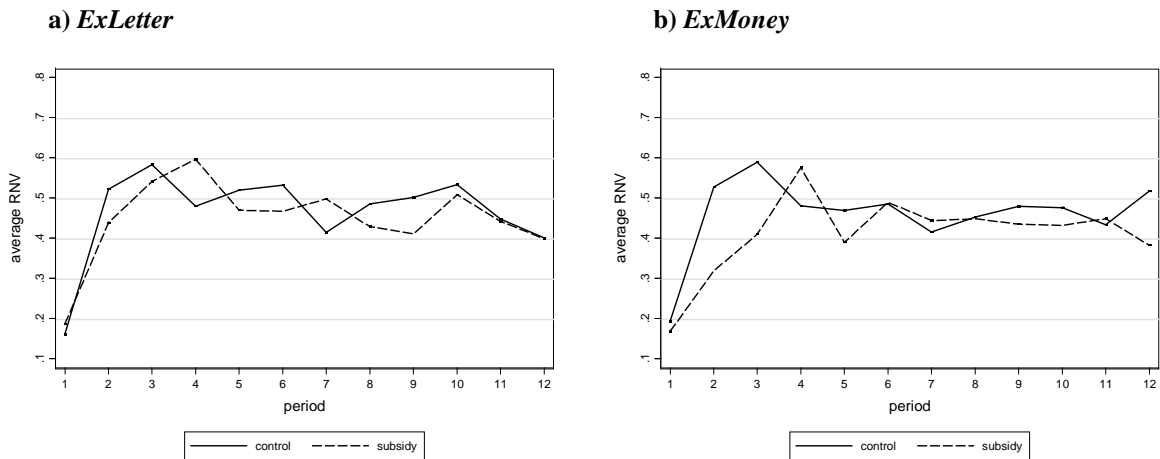 a) ExLetter
average RNV
.8
.7
.6
.5
.4
.3
.2
.1
1 2 3 4 5 6 7 8 9 10 11 12
period
control subsidy
b) ExMoney
average RNV
.8
.7
.6
.5
.4
.3
.2
.1
1 2 3 4 5 6 7 8 9 10 11 12
period
control subsidy